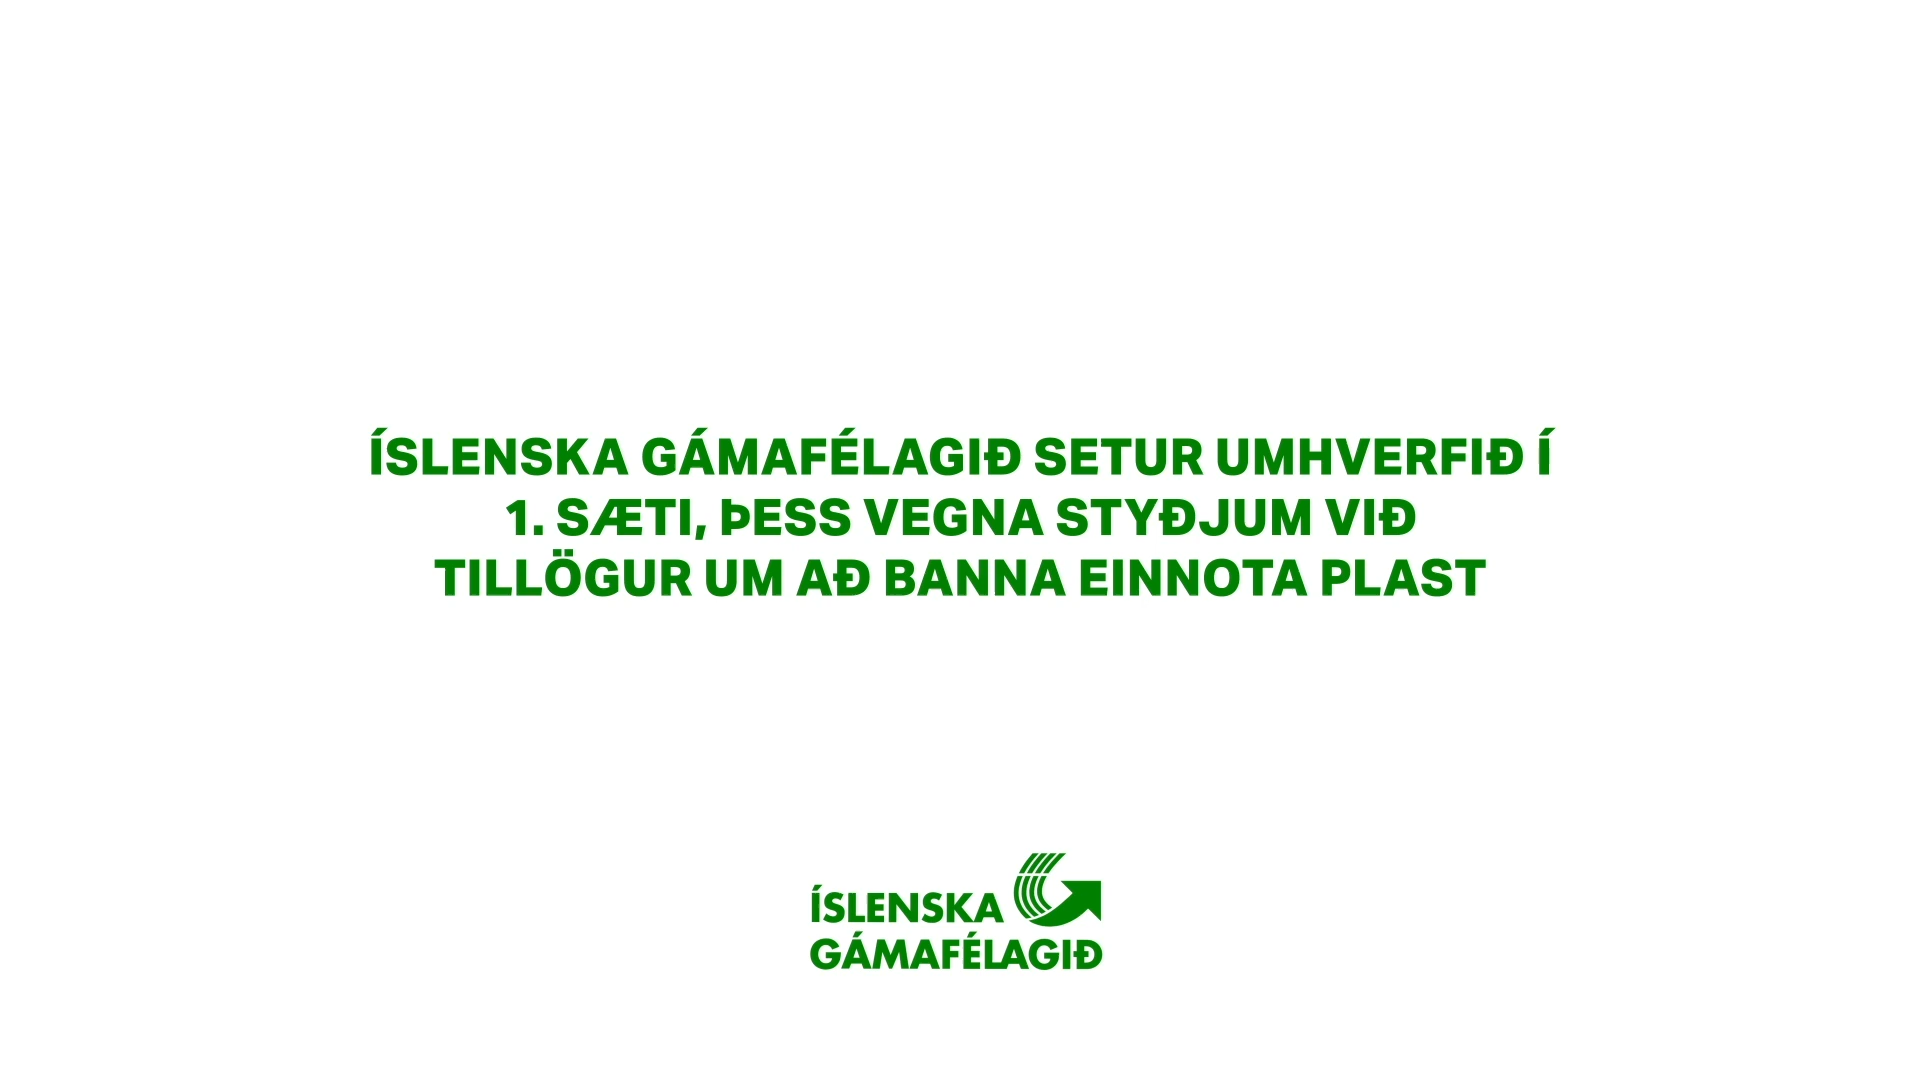 ÍSLENSKA GÁMAFÉLAGIÐ SETUR UMHVERFIÐ Í
1. SÆTI, ÞESS VEGNA STYÐJUM VIÐ
TILLÖGUR UM AÐ BANNA EINNOTA PLAST
ÍSLENSKA
GÁMAFÉLAGIÐ